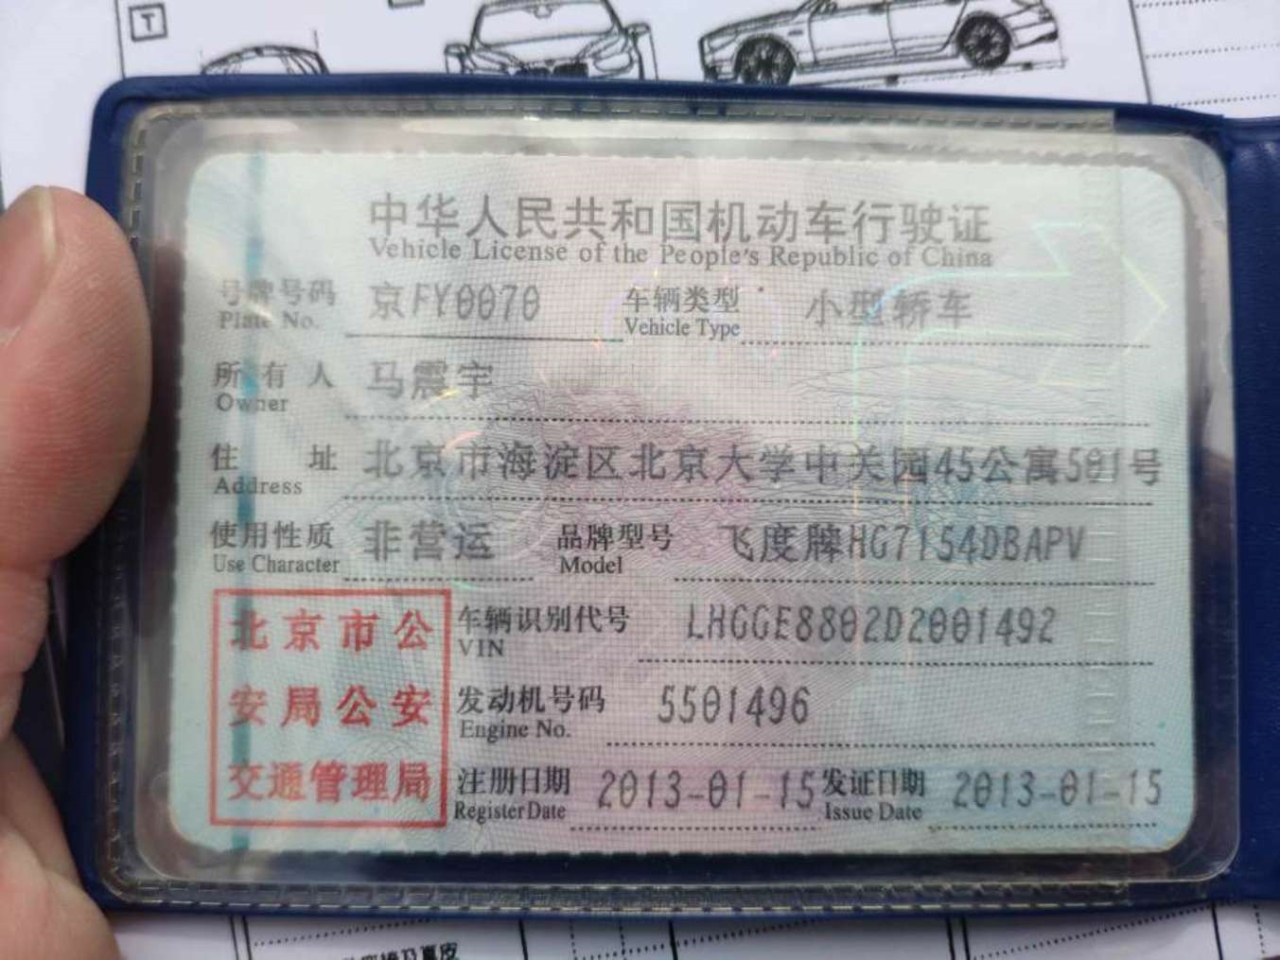 T
中华人民共和国机动车行驶证
Vehicle License of the People's Republic of China
号牌号码 京FY0070 车辆类型 小型轿车
Plate No. Vehicle Type
所有人 马震宇
Owner
住址 北京市海淀区北京大学中关园45公寓501号
Address
使用性质 非营运 品牌型号 飞度牌HG7154DBAPV
Use Character Model
北京市公 车辆识别代号 LHGGE8802D2001492
VIN
安局公安 发动机号码 5501496
Engine No.
交通管理局 注册日期 2013-01-15 发证日期 2013-01-15
Register Date Issue Date